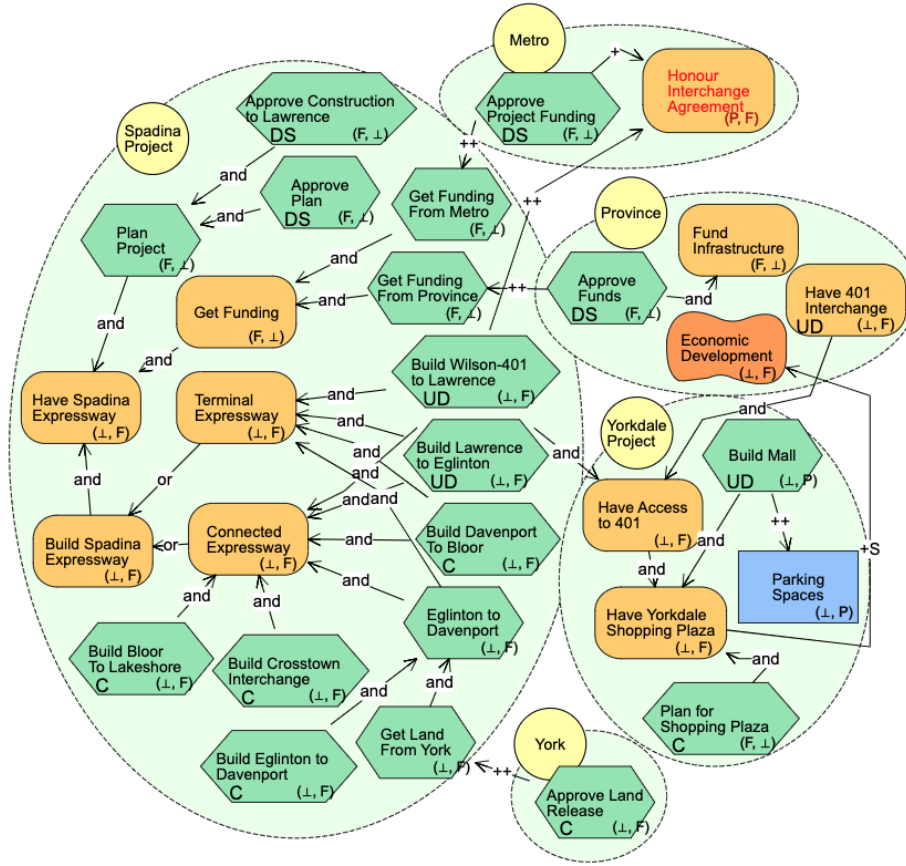 Metro
Approve
Project Funding
DS
(F, ⊥)
+
Honour
Interchange
Agreement
(P, F)
++
++
Spadina
Project
Approve Construction
to Lawrence
DS
(F, ⊥)
and
Approve
Plan
DS
(F, ⊥)
and
Get Funding
From Metro
(F, ⊥)
Plan
Project
(F, ⊥)
and
and
Get Funding
(F, ⊥)
and
and
Get Funding
From Province
(F, ⊥)
++
Province
Fund
Infrastructure
(F, ⊥)
Approve
Funds
DS
(F, ⊥)
and
Have 401
Interchange
UD
(⊥, F)
Economic
Development
(⊥, F)
Build Wilson-401
to Lawrence
UD
(⊥, F)
Have Spadina
Expressway
(⊥, F)
Terminal
Expressway
(⊥, F)
and
and
and
and
Build Lawrence
to Eglinton
UD
(⊥, F)
and
and
and
and
or
Yorkdale
Project
and
Build Mall
UD
(⊥, P)
Have Access
to 401
(⊥, F)
++
and
and
+S
Build Spadina
Expressway
(⊥, F)
or
Connected
Expressway
(⊥, F)
and
Build Davenport
To Bloor
C
(⊥, F)
Parking
Spaces
(⊥, P)
and
and
and
Eglinton to
Davenport
(⊥, F)
Have Yorkdale
Shopping Plaza
(⊥, F)
Build Bloor
To Lakeshore
C
(⊥, F)
Build Crosstown
Interchange
C
(⊥, F)
and
and
and
Plan for
Shopping Plaza
C
(F, ⊥)
Get Land
From York
(⊥, F)
Build Eglinton to
Davenport
C
(⊥, F)
York
++
Approve Land
Release
C
(⊥, F)